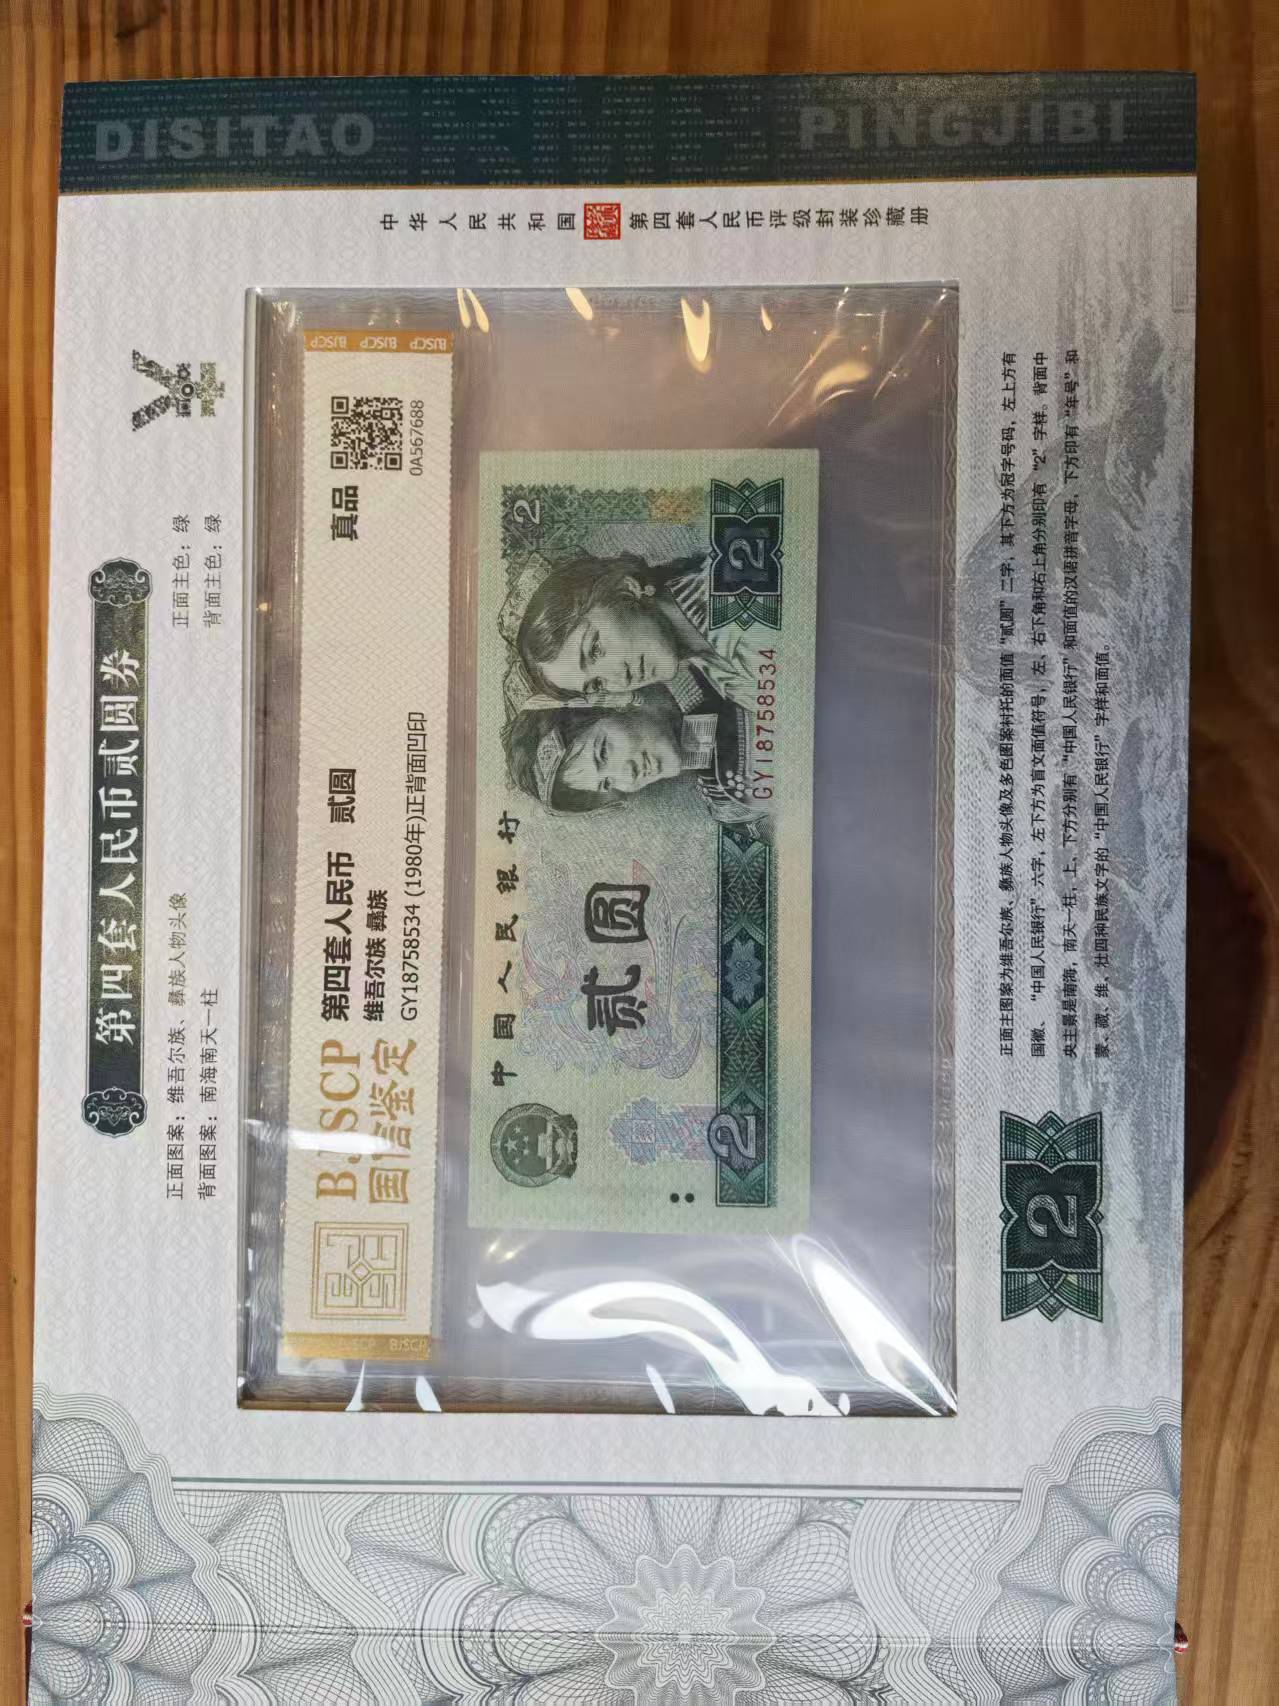 DISITAO PINGJIBI
中华人民共和国 第四套人民币评级封装珍藏册
第四套人民币贰圆券
正面图案：维吾尔族、彝族人物头像 正面主色：绿
背面图案：南海南天一柱 背面主色：绿
BJSCP BJSCP BJSCP
BJSCP
国信鉴定
第四套人民币 贰圆 真品
维吾尔族 彝族
GY18758534 (1980年)正背面凹印
0A567688
BJSCP BJSCP
中国人民银行
2
贰圆
GY18758534
2
2
2
正面主图案为维吾尔族、彝族人物头像及多色图案衬托的面值“贰圆”二字，其下方为冠字号码，左上方有
国徽、“中国人民银行”六字，左下方为盲文面值符号，左、右下角和右上角分别印有“2”字样。背面中
央主景是南海，南天一柱，上、下方分别有“中国人民银行”和面值的汉语拼音字母，下方印有“年号”和
蒙、藏、维、壮四种民族文字的“中国人民银行”字样和面值。